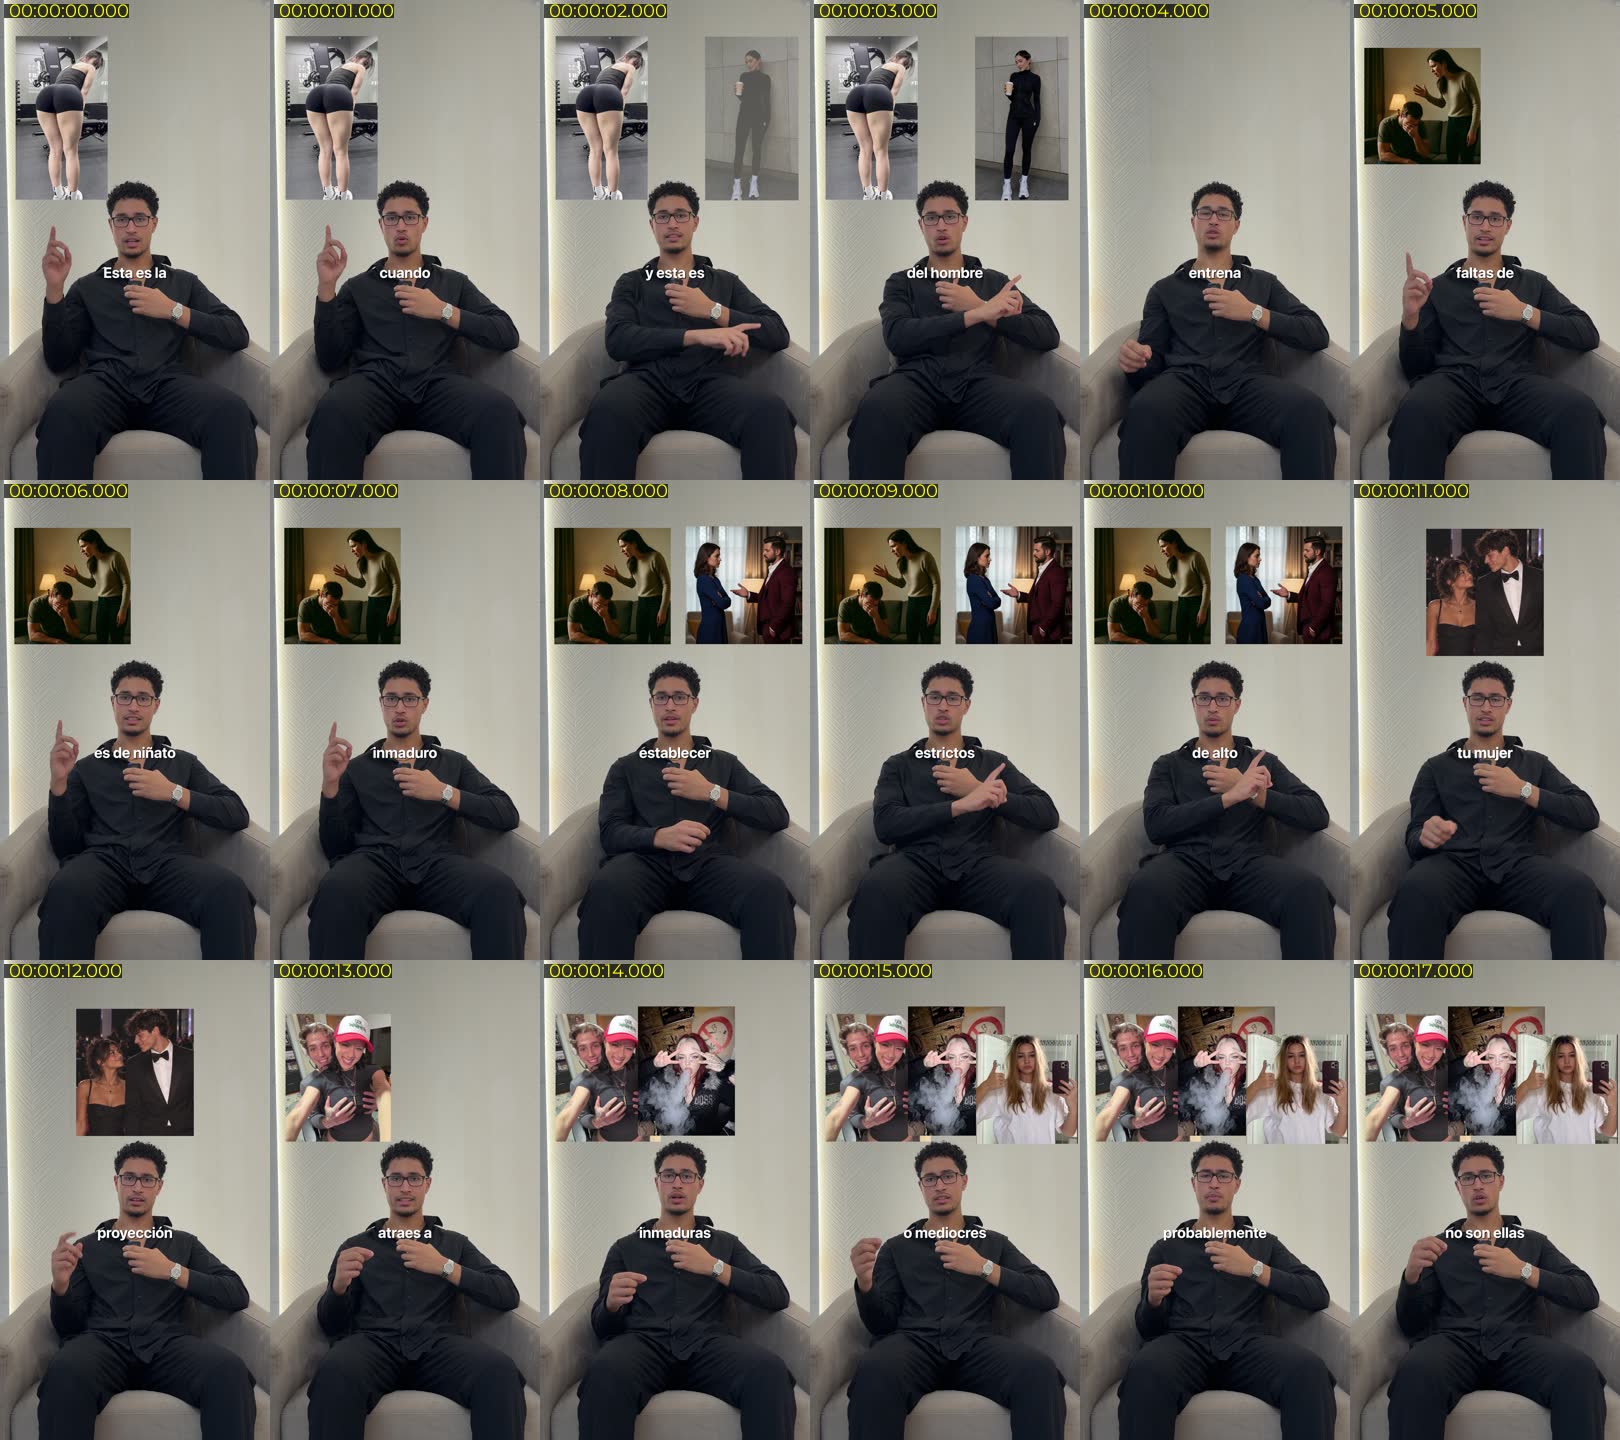 00:00:00.000
00:00:01.000
00:00:02.000
00:00:03.000
00:00:04.000
00:00:05.000
Esta es la
cuando
y esta es
del hombre
entrena
faltas de
00:00:06.000
00:00:07.000
00:00:08.000
00:00:09.000
00:00:10.000
00:00:11.000
es de niñato
inmaduro
establecer
estrictos
de alto
tu mujer
00:00:12.000
00:00:13.000
00:00:14.000
00:00:15.000
00:00:16.000
00:00:17.000
proyección
atraes a
inmaduras
o mediocres
probablemente
no son ellas